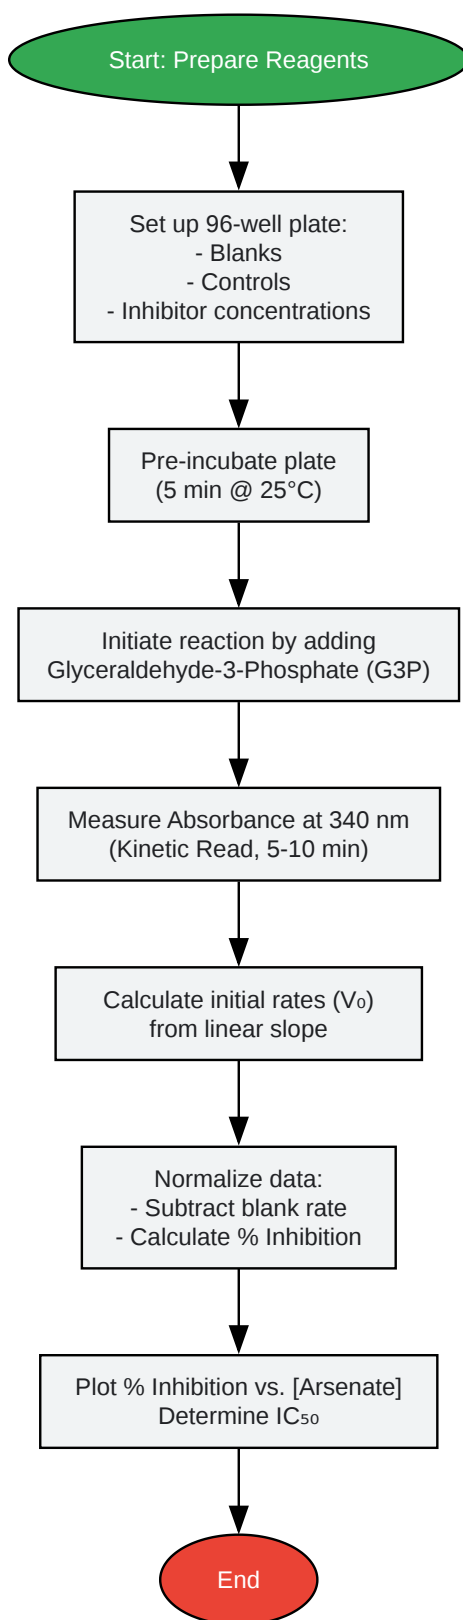 Start: Prepare Reagents
Set up 96-well plate:
- Blanks
- Controls
- Inhibitor concentrations
Pre-incubate plate
(5 min @ 25°C)
Initiate reaction by adding
Glyceraldehyde-3-Phosphate (G3P)
Measure Absorbance at 340 nm
(Kinetic Read, 5-10 min)
Calculate initial rates (V₀)
from linear slope
Normalize data:
- Subtract blank rate
- Calculate % Inhibition
Plot % Inhibition vs. [Arsenate]
Determine IC₅₀
End